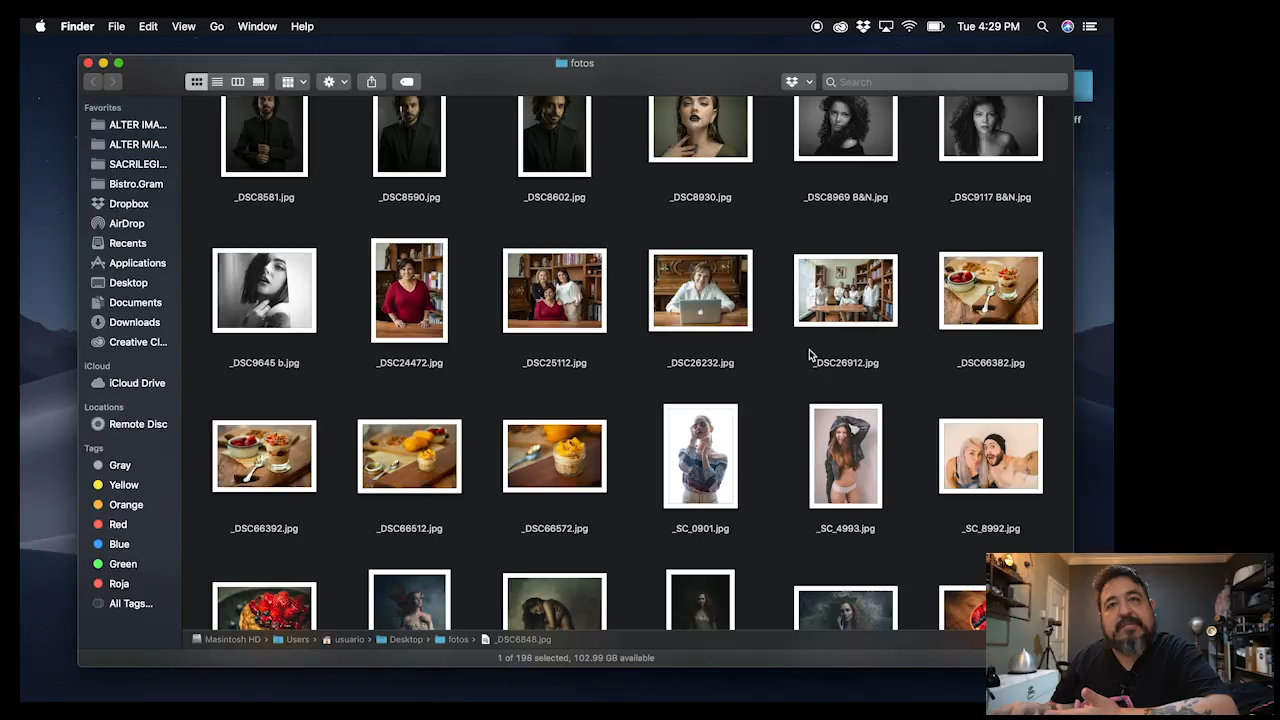 Finder File Edit View Go Window Help Tue 4:29 PM
fotos
Search
Favorites
ALTER IMA...
ALTER MIA...
SACRILEGI...
Bistro.Gram
Dropbox
AirDrop
Recents
Applications
Desktop
Documents
Downloads
Creative Cl...
iCloud
iCloud Drive
Locations
Remote Disc
Tags
Gray
Yellow
Orange
Red
Blue
Green
Roja
All Tags...
ff
_DSC8581.jpg _DSC8590.jpg _DSC8602.jpg _DSC8930.jpg _DSC8969 B&N.jpg _DSC9117 B&N.jpg
_DSC9645 b.jpg _DSC24472.jpg _DSC25112.jpg _DSC26232.jpg _DSC26912.jpg _DSC66382.jpg
_DSC66392.jpg _DSC66512.jpg _DSC66572.jpg _SC_0901.jpg _SC_4993.jpg _SC_8992.jpg
Macintosh HD › Users › usuario › Desktop › fotos › _DSC6848.jpg
1 of 198 selected, 102.99 GB available